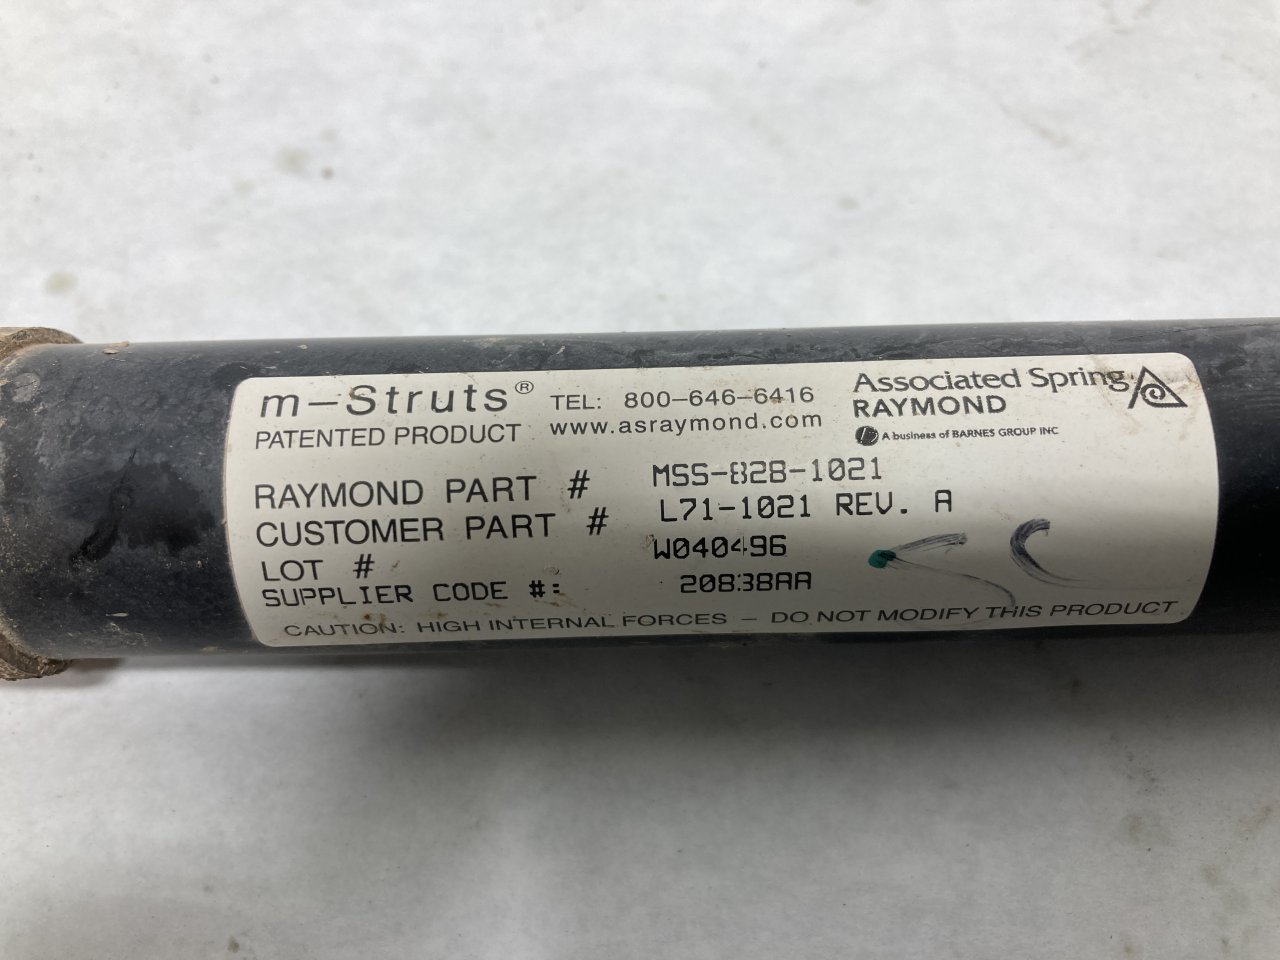 m-Struts® TEL: 800-646-6416
PATENTED PRODUCT www.asraymond.com
Associated Spring
RAYMOND
A business of BARNES GROUP INC
RAYMOND PART # MSS-828-1021
CUSTOMER PART # L71-1021 REV. A
LOT # W040496
SUPPLIER CODE #: 20838AA
CAUTION: HIGH INTERNAL FORCES - DO NOT MODIFY THIS PRODUCT